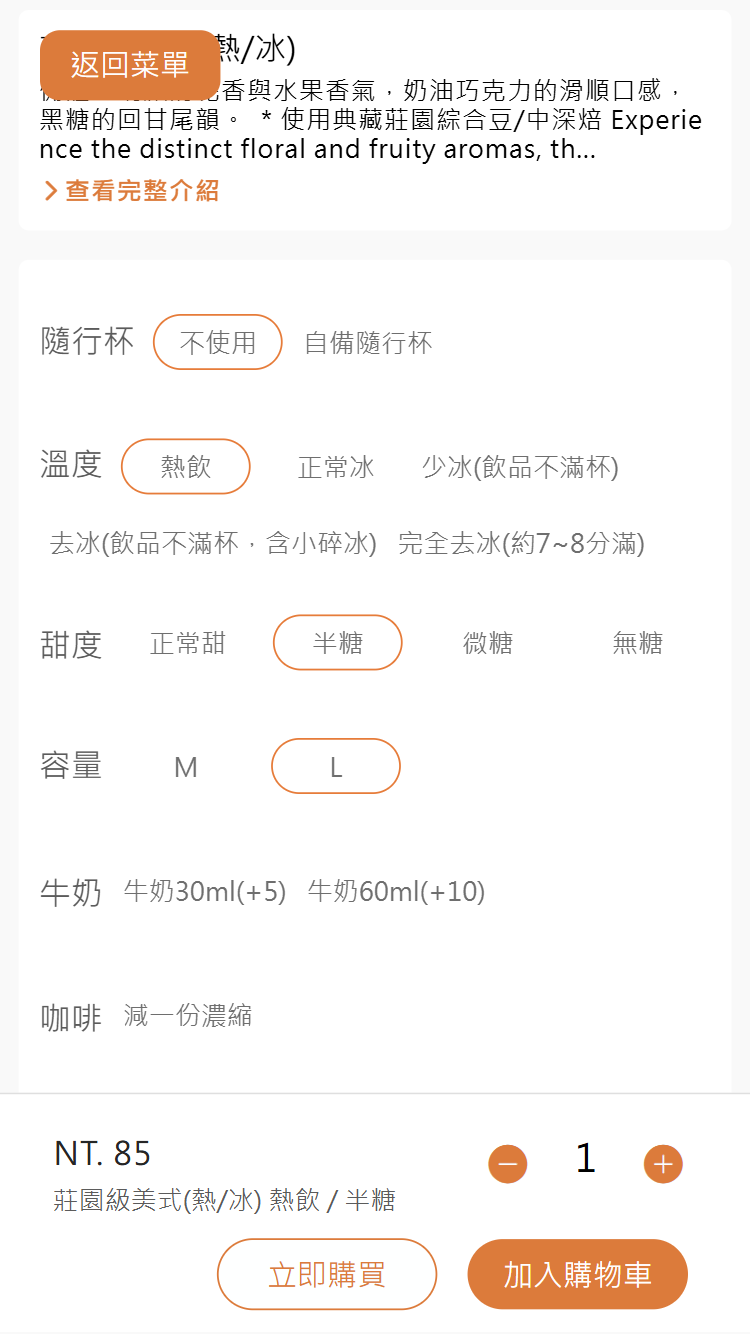 熱/冰)
返回菜單
花香與水果香氣，奶油巧克力的滑順口感，
黑糖的回甘尾韻。 * 使用典藏莊園綜合豆/中深焙 Experie
nce the distinct floral and fruity aromas, th...
查看完整介紹
隨行杯 不使用 自備隨行杯
溫度 熱飲 正常冰 少冰(飲品不滿杯)
去冰(飲品不滿杯，含小碎冰) 完全去冰(約7~8分滿)
甜度 正常甜 半糖 微糖 無糖
容量 M L
牛奶 牛奶30ml(+5) 牛奶60ml(+10)
咖啡 減一份濃縮
NT. 85
1
莊園級美式(熱/冰) 熱飲 / 半糖
立即購買 加入購物車